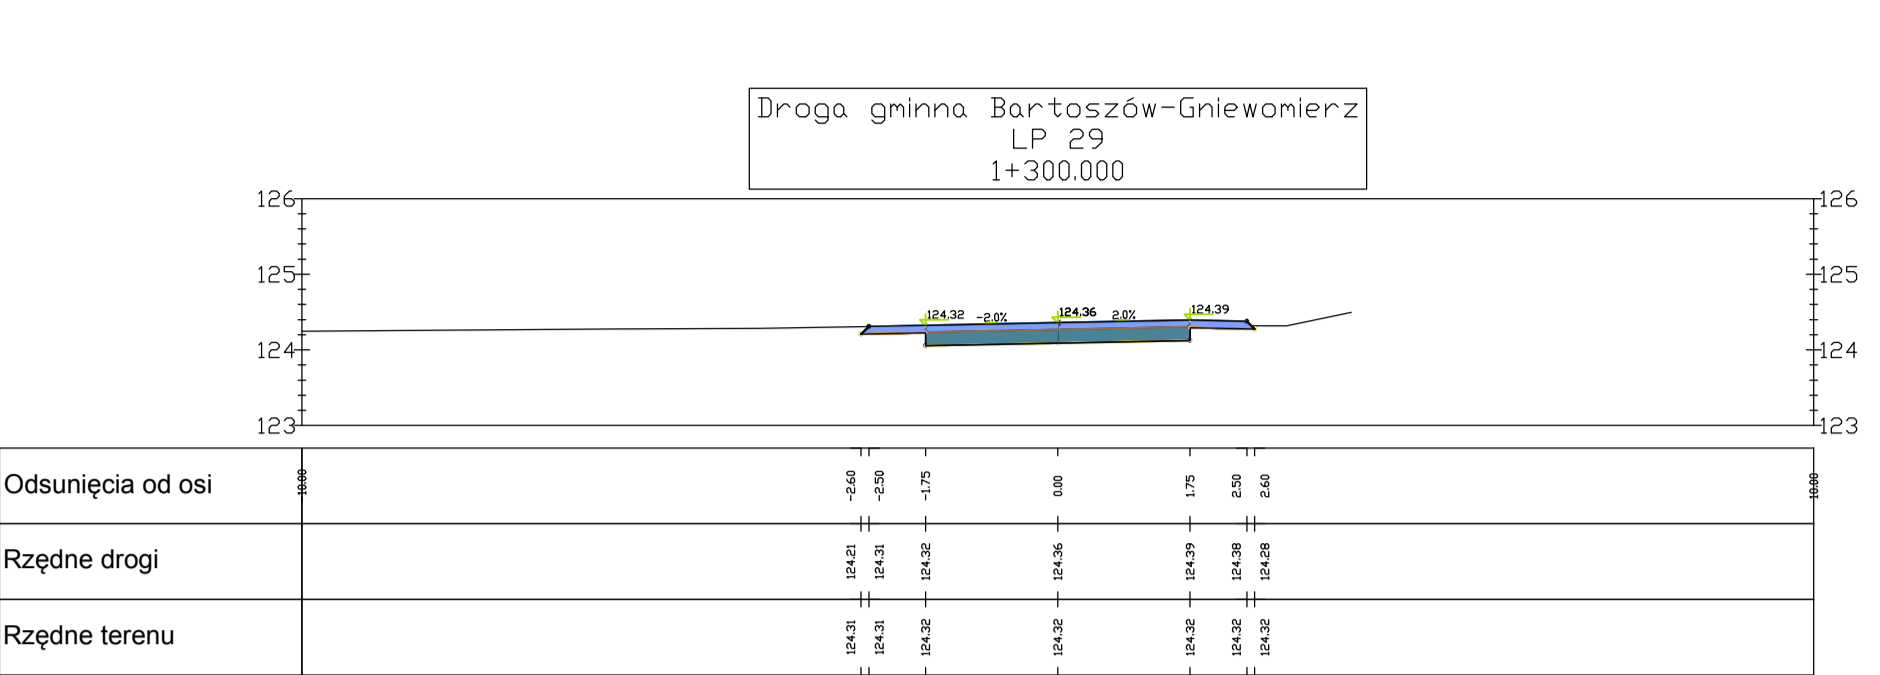 Droga gminna Bartoszów-Gniewomierz
LP 29
1+300.000
126 126
125 125
124 124
123 123
124.32 -2.0% 124.36 2.0% 124.39
Odsunięcia od osi 10.00 -2.60 -2.50 -1.75 0.00 1.75 2.50 2.60 10.00
Rzędne drogi 124.21 124.31 124.32 124.36 124.39 124.38 124.28
Rzędne terenu 124.31 124.31 124.32 124.32 124.32 124.32 124.32